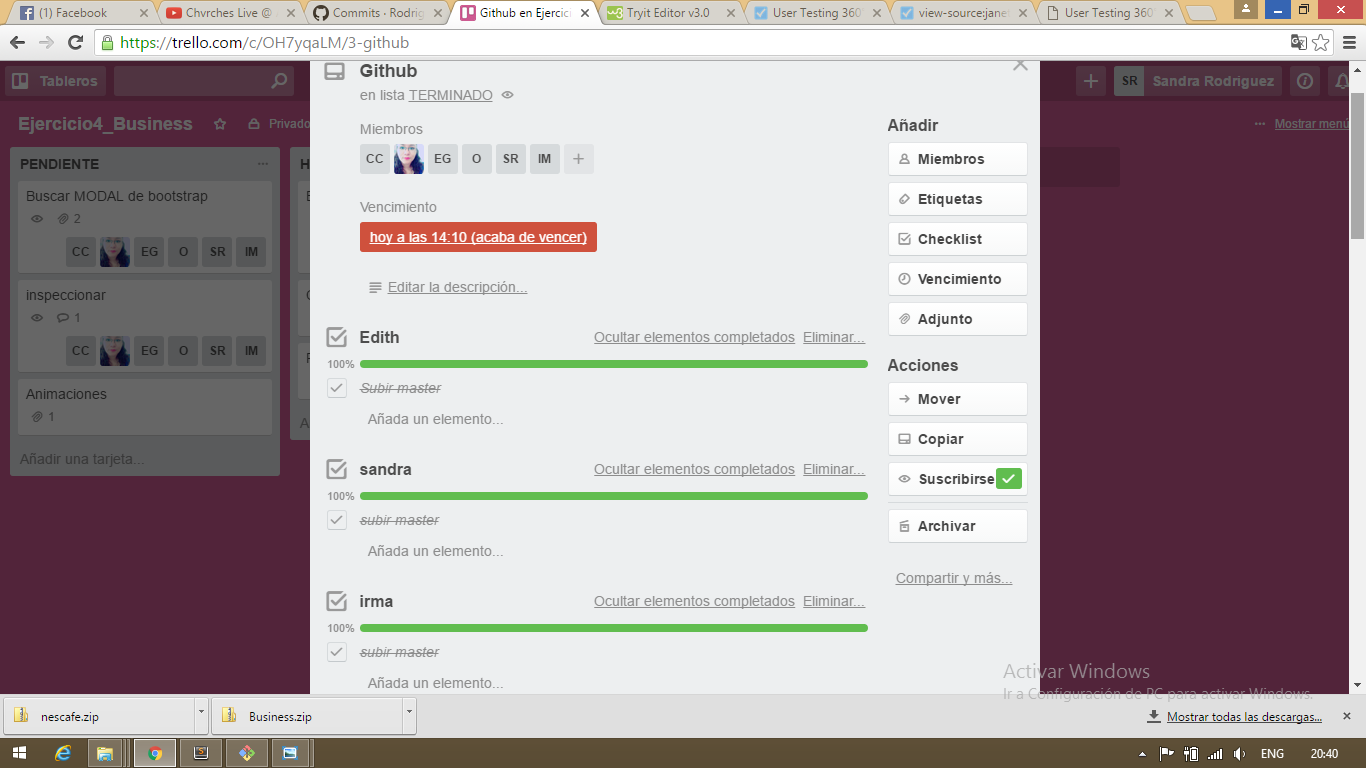 (1) Facebook
Chvrches Live @
Commits · Rodrig
Github en Ejercici
Tryit Editor v3.0
User Testing 360°
view-source:janet
User Testing 360°
https://trello.com/c/OH7yqaLM/3-github
Tableros
SR Sandra Rodriguez
Ejercicio4_Business
Privado
Mostrar menú
PENDIENTE
Buscar MODAL de bootstrap
2
CC EG O SR IM
inspeccionar
1
CC EG O SR IM
Animaciones
1
Añadir una tarjeta...
Github
en lista TERMINADO
Miembros
CC EG O SR IM +
Vencimiento
hoy a las 14:10 (acaba de vencer)
Editar la descripción...
Edith Ocultar elementos completados Eliminar...
100%
Subir master
Añada un elemento...
sandra Ocultar elementos completados Eliminar...
100%
subir master
Añada un elemento...
irma Ocultar elementos completados Eliminar...
100%
subir master
Añada un elemento...
Añadir
Miembros
Etiquetas
Checklist
Vencimiento
Adjunto
Acciones
Mover
Copiar
Suscribirse
Archivar
Compartir y más...
Activar Windows
Ir a Configuración de PC para activar Windows.
nescafe.zip
Business.zip
Mostrar todas las descargas...
ENG
20:40